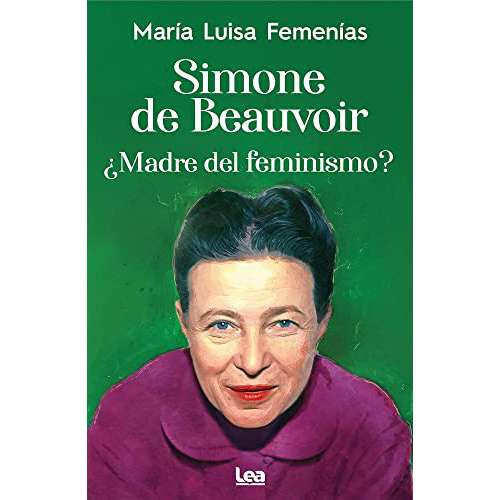 María Luisa Femenías
Simone
de Beauvoir
¿Madre del feminismo?
Lea